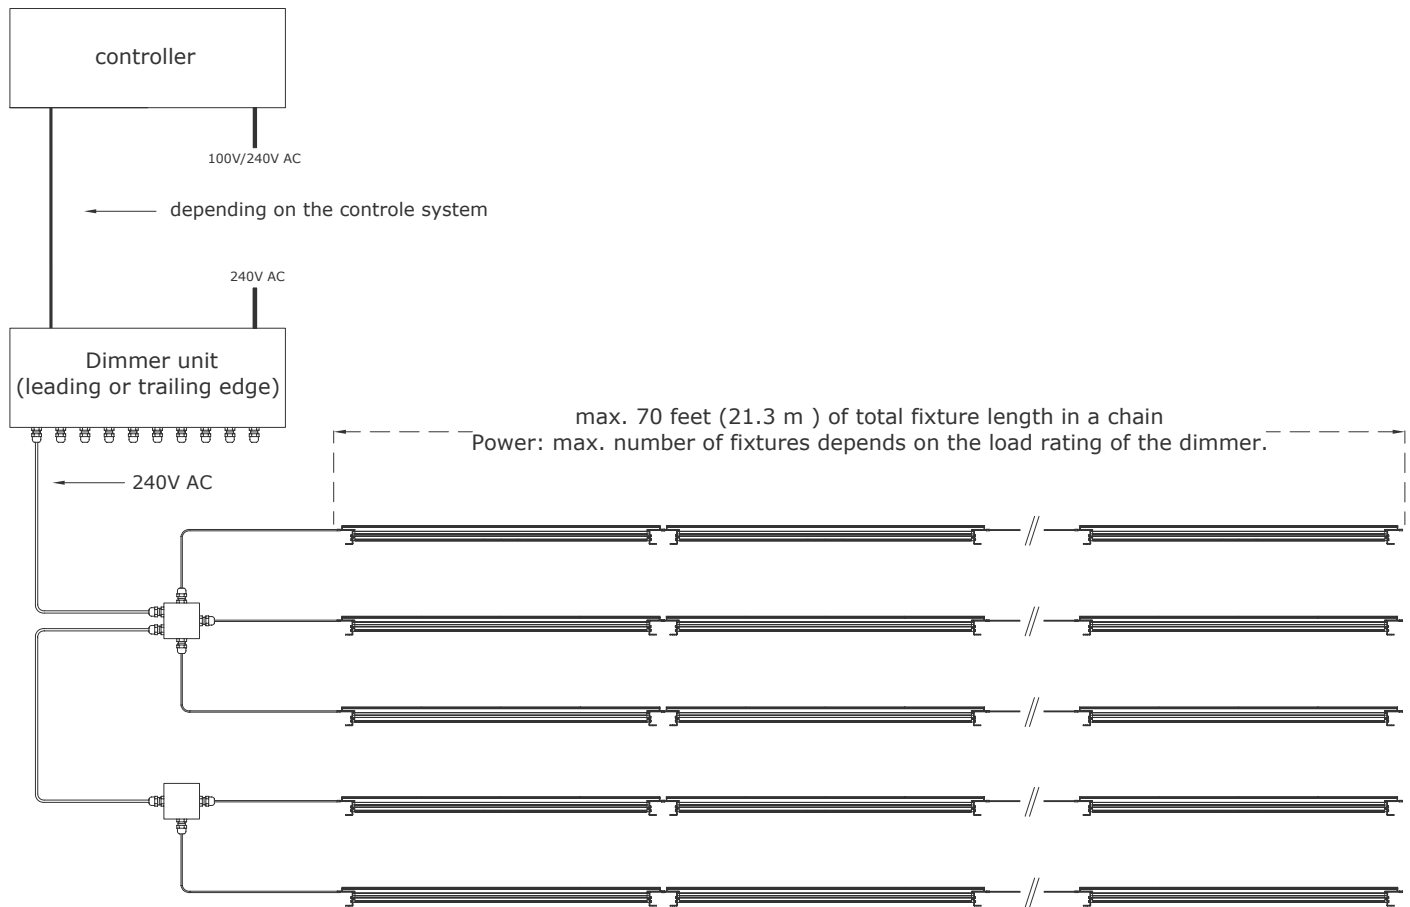 controller
100V/240V AC
depending on the controle system
240V AC
Dimmer unit
(leading or trailing edge)
max. 70 feet (21.3 m ) of total fixture length in a chain
Power: max. number of fixtures depends on the load rating of the dimmer.
240V AC